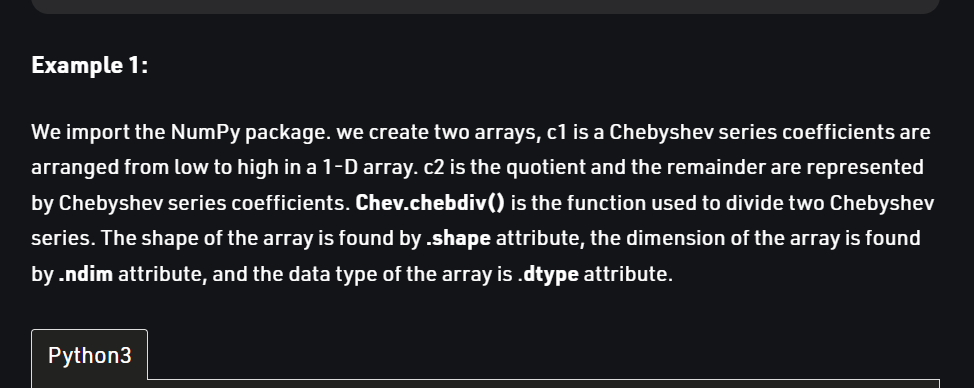 Example 1:
We import the NumPy package. we create two arrays, c1 is a Chebyshev series coefficients are
arranged from low to high in a 1-D array. c2 is the quotient and the remainder are represented
by Chebyshev series coefficients. Chev.chebdiv() is the function used to divide two Chebyshev
series. The shape of the array is found by .shape attribute, the dimension of the array is found
by .ndim attribute, and the data type of the array is .dtype attribute.
Python3